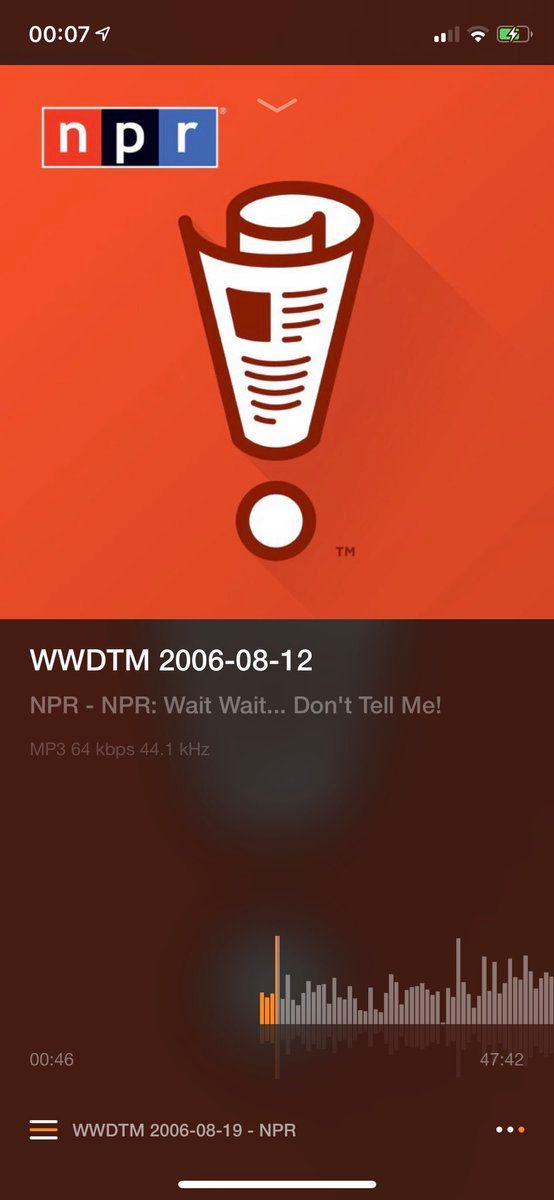 00:07
npr®
TM
WWDTM 2006-08-12
NPR - NPR: Wait Wait... Don't Tell Me!
MP3 64 kbps 44.1 kHz
00:46
47:42
WWDTM 2006-08-19 - NPR